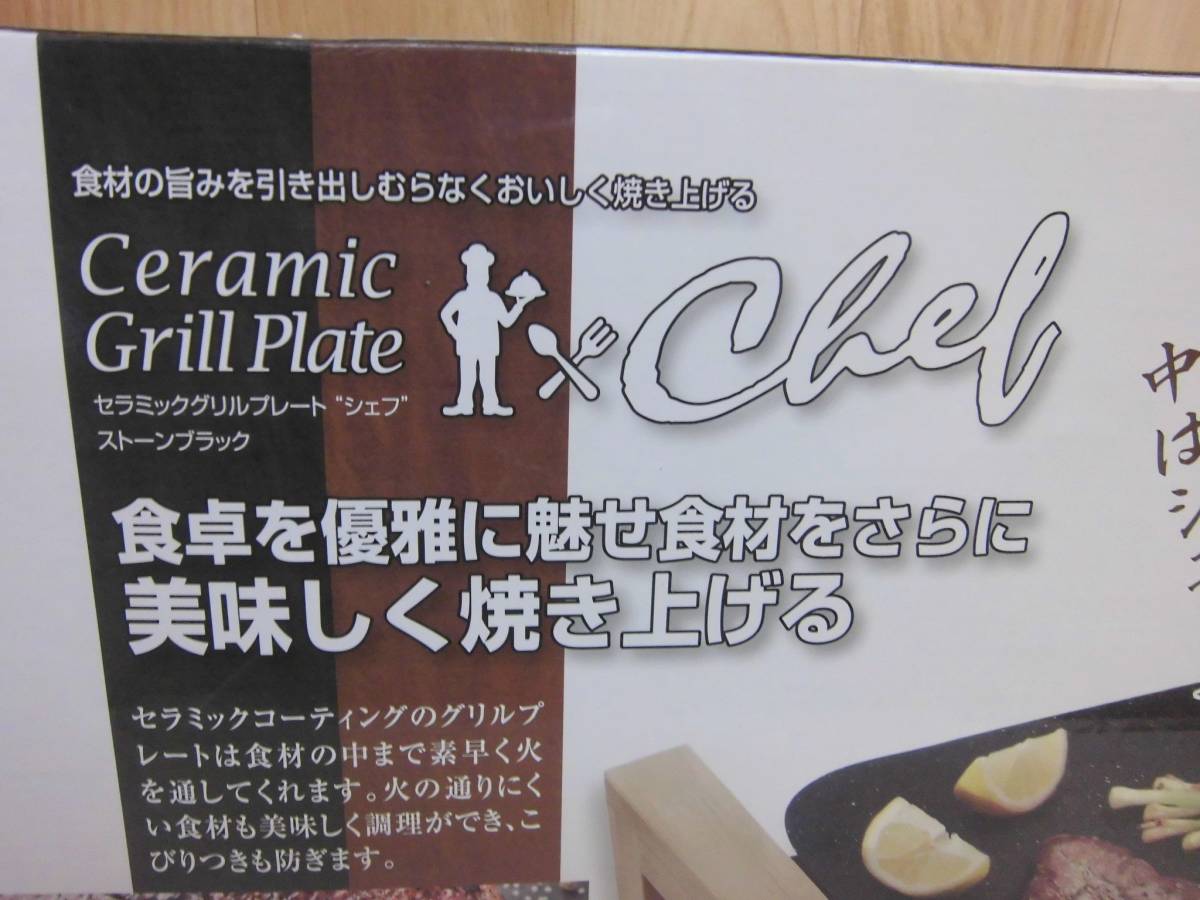 食材の旨みを引き出しむらなくおいしく焼き上げる
Ceramic
Grill Plate
Chef
セラミックグリルプレート “シェフ”
ストーンブラック
食卓を優雅に魅せ食材をさらに
美味しく焼き上げる
セラミックコーティングのグリルプ
レートは食材の中まで素早く火
を通してくれます。火の通りにく
い食材も美味しく調理ができ、こ
びりつきも防ぎます。
中はジ